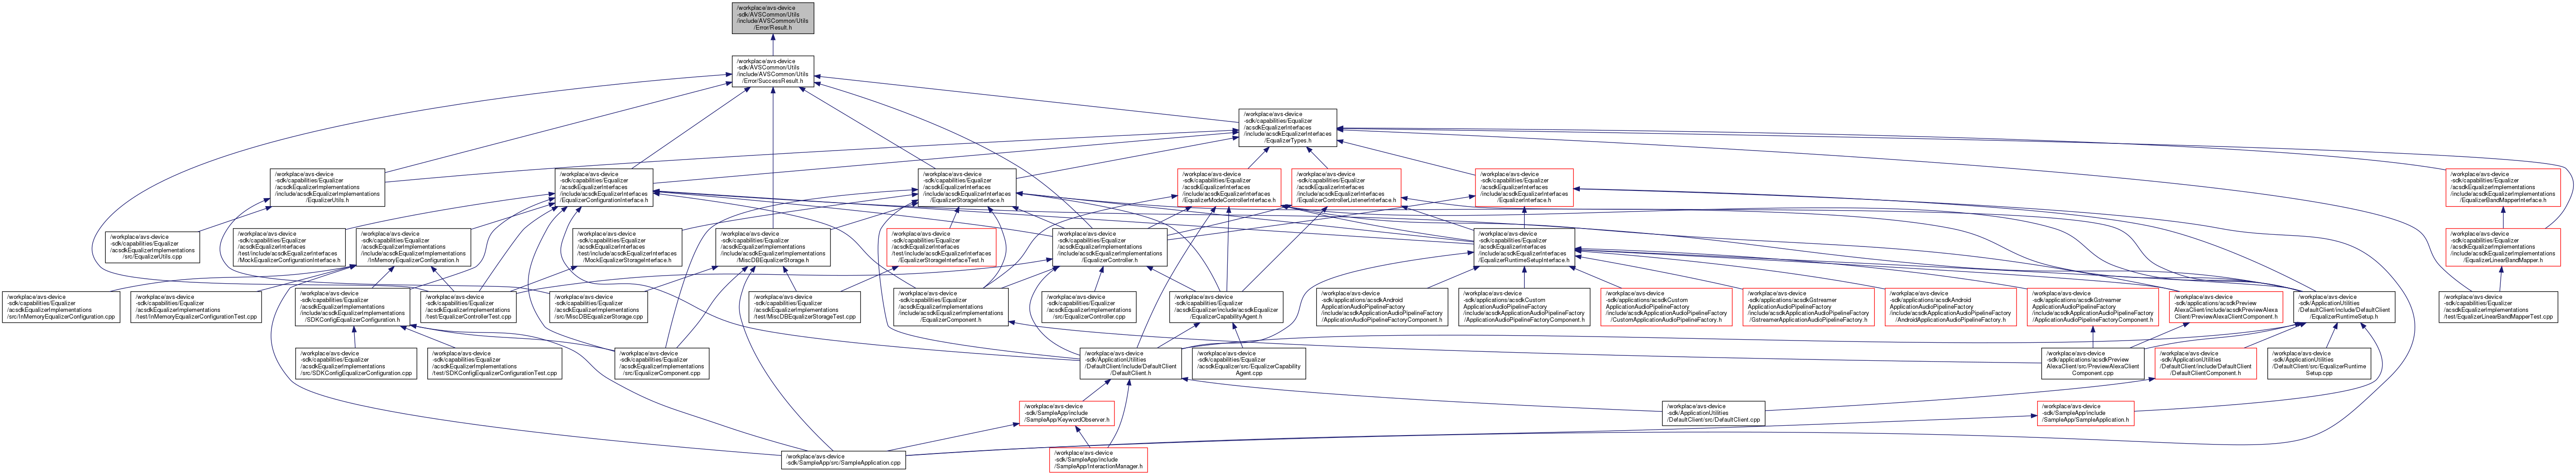 /workplace/avs-device
-sdk/AVSCommon/Utils
/include/AVSCommon/Utils
/Error/Result.h
/workplace/avs-device
-sdk/AVSCommon/Utils
/include/AVSCommon/Utils
/Error/SuccessResult.h
/workplace/avs-device
-sdk/capabilities/Equalizer
/acsdkEqualizerInterfaces
/include/acsdkEqualizerInterfaces
/EqualizerTypes.h
/workplace/avs-device
-sdk/capabilities/Equalizer
/acsdkEqualizerImplementations
/include/acsdkEqualizerImplementations
/EqualizerUtils.h
/workplace/avs-device
-sdk/capabilities/Equalizer
/acsdkEqualizerInterfaces
/include/acsdkEqualizerInterfaces
/EqualizerConfigurationInterface.h
/workplace/avs-device
-sdk/capabilities/Equalizer
/acsdkEqualizerInterfaces
/include/acsdkEqualizerInterfaces
/EqualizerStorageInterface.h
/workplace/avs-device
-sdk/capabilities/Equalizer
/acsdkEqualizerInterfaces
/include/acsdkEqualizerInterfaces
/EqualizerModeControllerInterface.h
/workplace/avs-device
-sdk/capabilities/Equalizer
/acsdkEqualizerInterfaces
/include/acsdkEqualizerInterfaces
/EqualizerControllerListenerInterface.h
/workplace/avs-device
-sdk/capabilities/Equalizer
/acsdkEqualizerInterfaces
/include/acsdkEqualizerInterfaces
/EqualizerInterface.h
/workplace/avs-device
-sdk/capabilities/Equalizer
/acsdkEqualizerImplementations
/include/acsdkEqualizerImplementations
/EqualizerBandMapperInterface.h
/workplace/avs-device
-sdk/capabilities/Equalizer
/acsdkEqualizerImplementations
/src/EqualizerUtils.cpp
/workplace/avs-device
-sdk/capabilities/Equalizer
/acsdkEqualizerInterfaces
/test/include/acsdkEqualizerInterfaces
/MockEqualizerConfigurationInterface.h
/workplace/avs-device
-sdk/capabilities/Equalizer
/acsdkEqualizerImplementations
/include/acsdkEqualizerImplementations
/InMemoryEqualizerConfiguration.h
/workplace/avs-device
-sdk/capabilities/Equalizer
/acsdkEqualizerInterfaces
/test/include/acsdkEqualizerInterfaces
/MockEqualizerStorageInterface.h
/workplace/avs-device
-sdk/capabilities/Equalizer
/acsdkEqualizerImplementations
/include/acsdkEqualizerImplementations
/MiscDBEqualizerStorage.h
/workplace/avs-device
-sdk/capabilities/Equalizer
/acsdkEqualizerInterfaces
/test/include/acsdkEqualizerInterfaces
/EqualizerStorageInterfaceTest.h
/workplace/avs-device
-sdk/capabilities/Equalizer
/acsdkEqualizerImplementations
/include/acsdkEqualizerImplementations
/EqualizerController.h
/workplace/avs-device
-sdk/capabilities/Equalizer
/acsdkEqualizerInterfaces
/include/acsdkEqualizerInterfaces
/EqualizerRuntimeSetupInterface.h
/workplace/avs-device
-sdk/capabilities/Equalizer
/acsdkEqualizerImplementations
/include/acsdkEqualizerImplementations
/EqualizerLinearBandMapper.h
/workplace/avs-device
-sdk/capabilities/Equalizer
/acsdkEqualizerImplementations
/src/InMemoryEqualizerConfiguration.cpp
/workplace/avs-device
-sdk/capabilities/Equalizer
/acsdkEqualizerImplementations
/test/InMemoryEqualizerConfigurationTest.cpp
/workplace/avs-device
-sdk/capabilities/Equalizer
/acsdkEqualizerImplementations
/include/acsdkEqualizerImplementations
/SDKConfigEqualizerConfiguration.h
/workplace/avs-device
-sdk/capabilities/Equalizer
/acsdkEqualizerImplementations
/test/EqualizerControllerTest.cpp
/workplace/avs-device
-sdk/capabilities/Equalizer
/acsdkEqualizerImplementations
/src/MiscDBEqualizerStorage.cpp
/workplace/avs-device
-sdk/capabilities/Equalizer
/acsdkEqualizerImplementations
/test/MiscDBEqualizerStorageTest.cpp
/workplace/avs-device
-sdk/capabilities/Equalizer
/acsdkEqualizerImplementations
/include/acsdkEqualizerImplementations
/EqualizerComponent.h
/workplace/avs-device
-sdk/capabilities/Equalizer
/acsdkEqualizerImplementations
/src/EqualizerController.cpp
/workplace/avs-device
-sdk/capabilities/Equalizer
/acsdkEqualizer/include/acsdkEqualizer
/EqualizerCapabilityAgent.h
/workplace/avs-device
-sdk/applications/acsdkAndroid
ApplicationAudioPipelineFactory
/include/acsdkApplicationAudioPipelineFactory
/ApplicationAudioPipelineFactoryComponent.h
/workplace/avs-device
-sdk/applications/acsdkCustom
ApplicationAudioPipelineFactory
/include/acsdkApplicationAudioPipelineFactory
/ApplicationAudioPipelineFactoryComponent.h
/workplace/avs-device
-sdk/applications/acsdkCustom
ApplicationAudioPipelineFactory
/include/acsdkApplicationAudioPipelineFactory
/CustomApplicationAudioPipelineFactory.h
/workplace/avs-device
-sdk/applications/acsdkGstreamer
ApplicationAudioPipelineFactory
/include/acsdkApplicationAudioPipelineFactory
/GstreamerApplicationAudioPipelineFactory.h
/workplace/avs-device
-sdk/applications/acsdkAndroid
ApplicationAudioPipelineFactory
/include/acsdkApplicationAudioPipelineFactory
/AndroidApplicationAudioPipelineFactory.h
/workplace/avs-device
-sdk/applications/acsdkGstreamer
ApplicationAudioPipelineFactory
/include/acsdkApplicationAudioPipelineFactory
/ApplicationAudioPipelineFactoryComponent.h
/workplace/avs-device
-sdk/applications/acsdkPreview
AlexaClient/include/acsdkPreviewAlexa
Client/PreviewAlexaClientComponent.h
/workplace/avs-device
-sdk/ApplicationUtilities
/DefaultClient/include/DefaultClient
/EqualizerRuntimeSetup.h
/workplace/avs-device
-sdk/capabilities/Equalizer
/acsdkEqualizerImplementations
/test/EqualizerLinearBandMapperTest.cpp
/workplace/avs-device
-sdk/capabilities/Equalizer
/acsdkEqualizerImplementations
/src/SDKConfigEqualizerConfiguration.cpp
/workplace/avs-device
-sdk/capabilities/Equalizer
/acsdkEqualizerImplementations
/test/SDKConfigEqualizerConfigurationTest.cpp
/workplace/avs-device
-sdk/capabilities/Equalizer
/acsdkEqualizerImplementations
/src/EqualizerComponent.cpp
/workplace/avs-device
-sdk/ApplicationUtilities
/DefaultClient/include/DefaultClient
/DefaultClient.h
/workplace/avs-device
-sdk/capabilities/Equalizer
/acsdkEqualizer/src/EqualizerCapability
Agent.cpp
/workplace/avs-device
-sdk/applications/acsdkPreview
AlexaClient/src/PreviewAlexaClient
Component.cpp
/workplace/avs-device
-sdk/ApplicationUtilities
/DefaultClient/include/DefaultClient
/DefaultClientComponent.h
/workplace/avs-device
-sdk/ApplicationUtilities
/DefaultClient/src/EqualizerRuntime
Setup.cpp
/workplace/avs-device
-sdk/SampleApp/include
/SampleApp/KeywordObserver.h
/workplace/avs-device
-sdk/ApplicationUtilities
/DefaultClient/src/DefaultClient.cpp
/workplace/avs-device
-sdk/SampleApp/include
/SampleApp/SampleApplication.h
/workplace/avs-device
-sdk/SampleApp/src/SampleApplication.cpp
/workplace/avs-device
-sdk/SampleApp/include
/SampleApp/InteractionManager.h